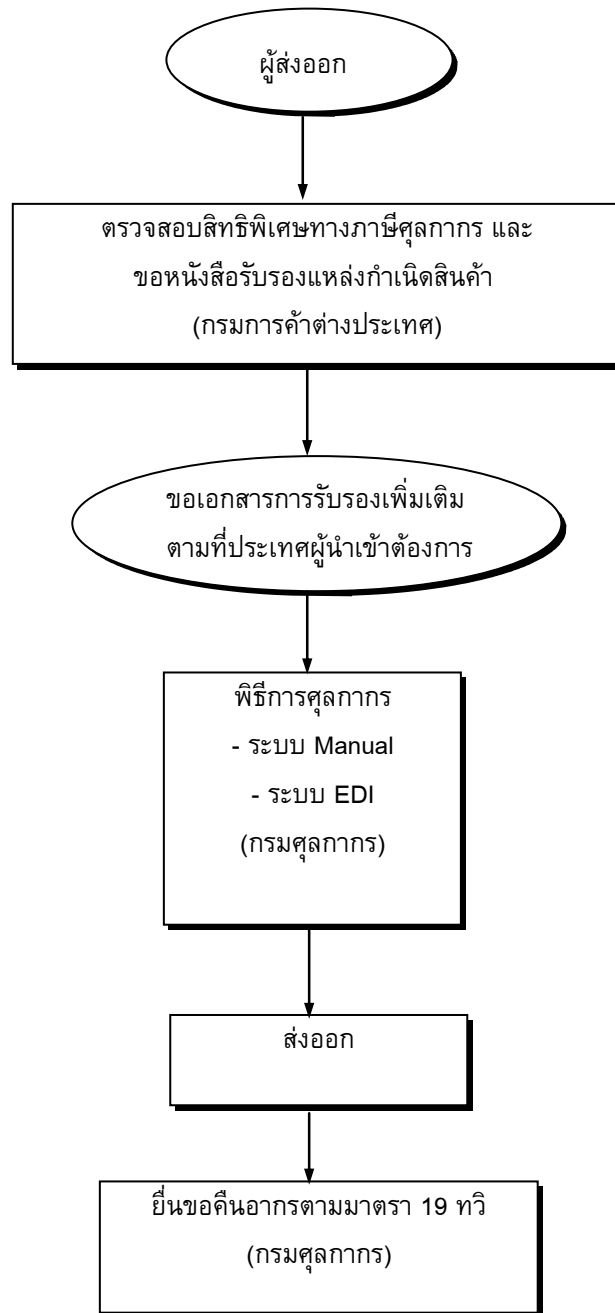 ผู้ส่งออก
ตรวจสอบสิทธิพิเศษทางภาษีศุลกากร และ
ขอหนังสือรับรองแหล่งกำเนิดสินค้า
(กรมการค้าต่างประเทศ)
ขอเอกสารการรับรองเพิ่มเติม
ตามที่ประเทศผู้นำเข้าต้องการ
พิธีการศุลกากร
- ระบบ Manual
- ระบบ EDI
(กรมศุลกากร)
ส่งออก
ยื่นขอคืนอากรตามมาตรา 19 ทวิ
(กรมศุลกากร)